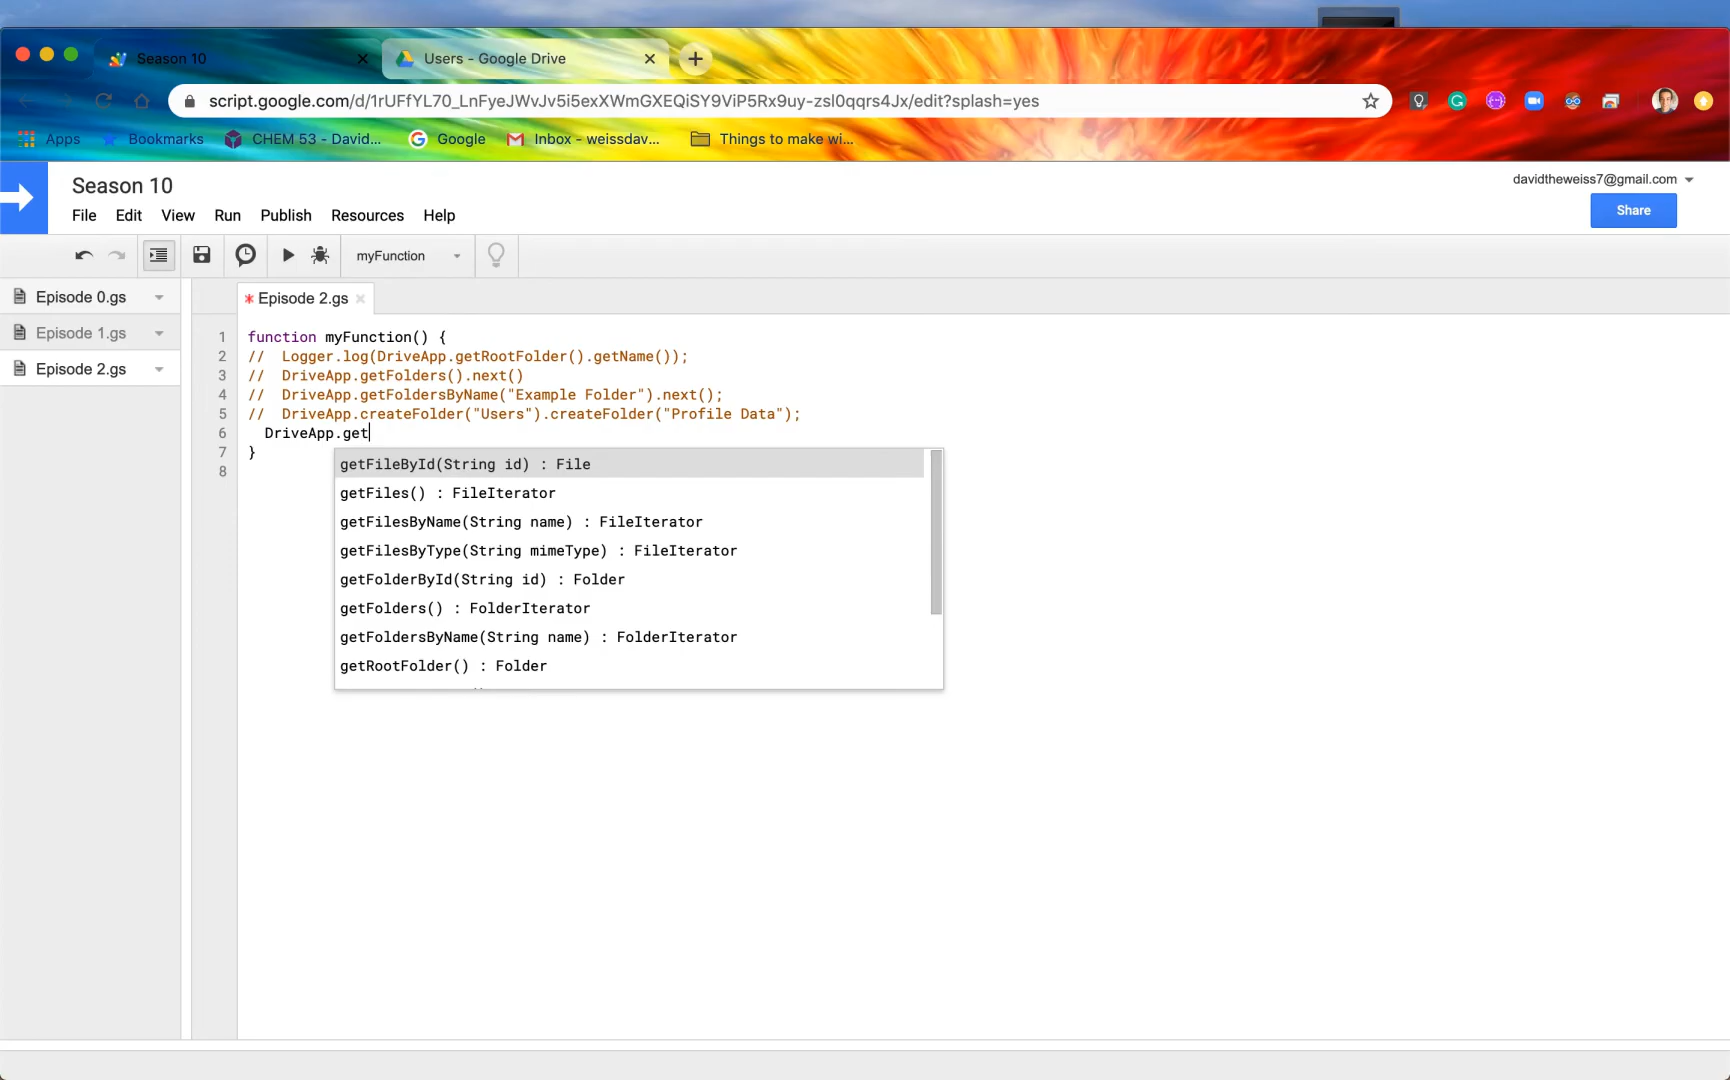 Season 10
Users - Google Drive
script.google.com/d/1rUFfYL70_LnFyeJWvJv5i5exXWmGXEQiSY9ViP5Rx9uy-zsl0qqrs4Jx/edit?splash=yes
Apps Bookmarks CHEM 53 - David... Google Inbox - weissdav... Things to make wi...
Season 10
davidtheweiss7@gmail.com
File Edit View Run Publish Resources Help
Share
myFunction
Episode 0.gs
Episode 1.gs
Episode 2.gs
* Episode 2.gs
1 function myFunction() {
2 // Logger.log(DriveApp.getRootFolder().getName());
3 // DriveApp.getFolders().next()
4 // DriveApp.getFoldersByName("Example Folder").next();
5 // DriveApp.createFolder("Users").createFolder("Profile Data");
6 DriveApp.get
7 }
8
getFileById(String id) : File
getFiles() : FileIterator
getFilesByName(String name) : FileIterator
getFilesByType(String mimeType) : FileIterator
getFolderById(String id) : Folder
getFolders() : FolderIterator
getFoldersByName(String name) : FolderIterator
getRootFolder() : Folder